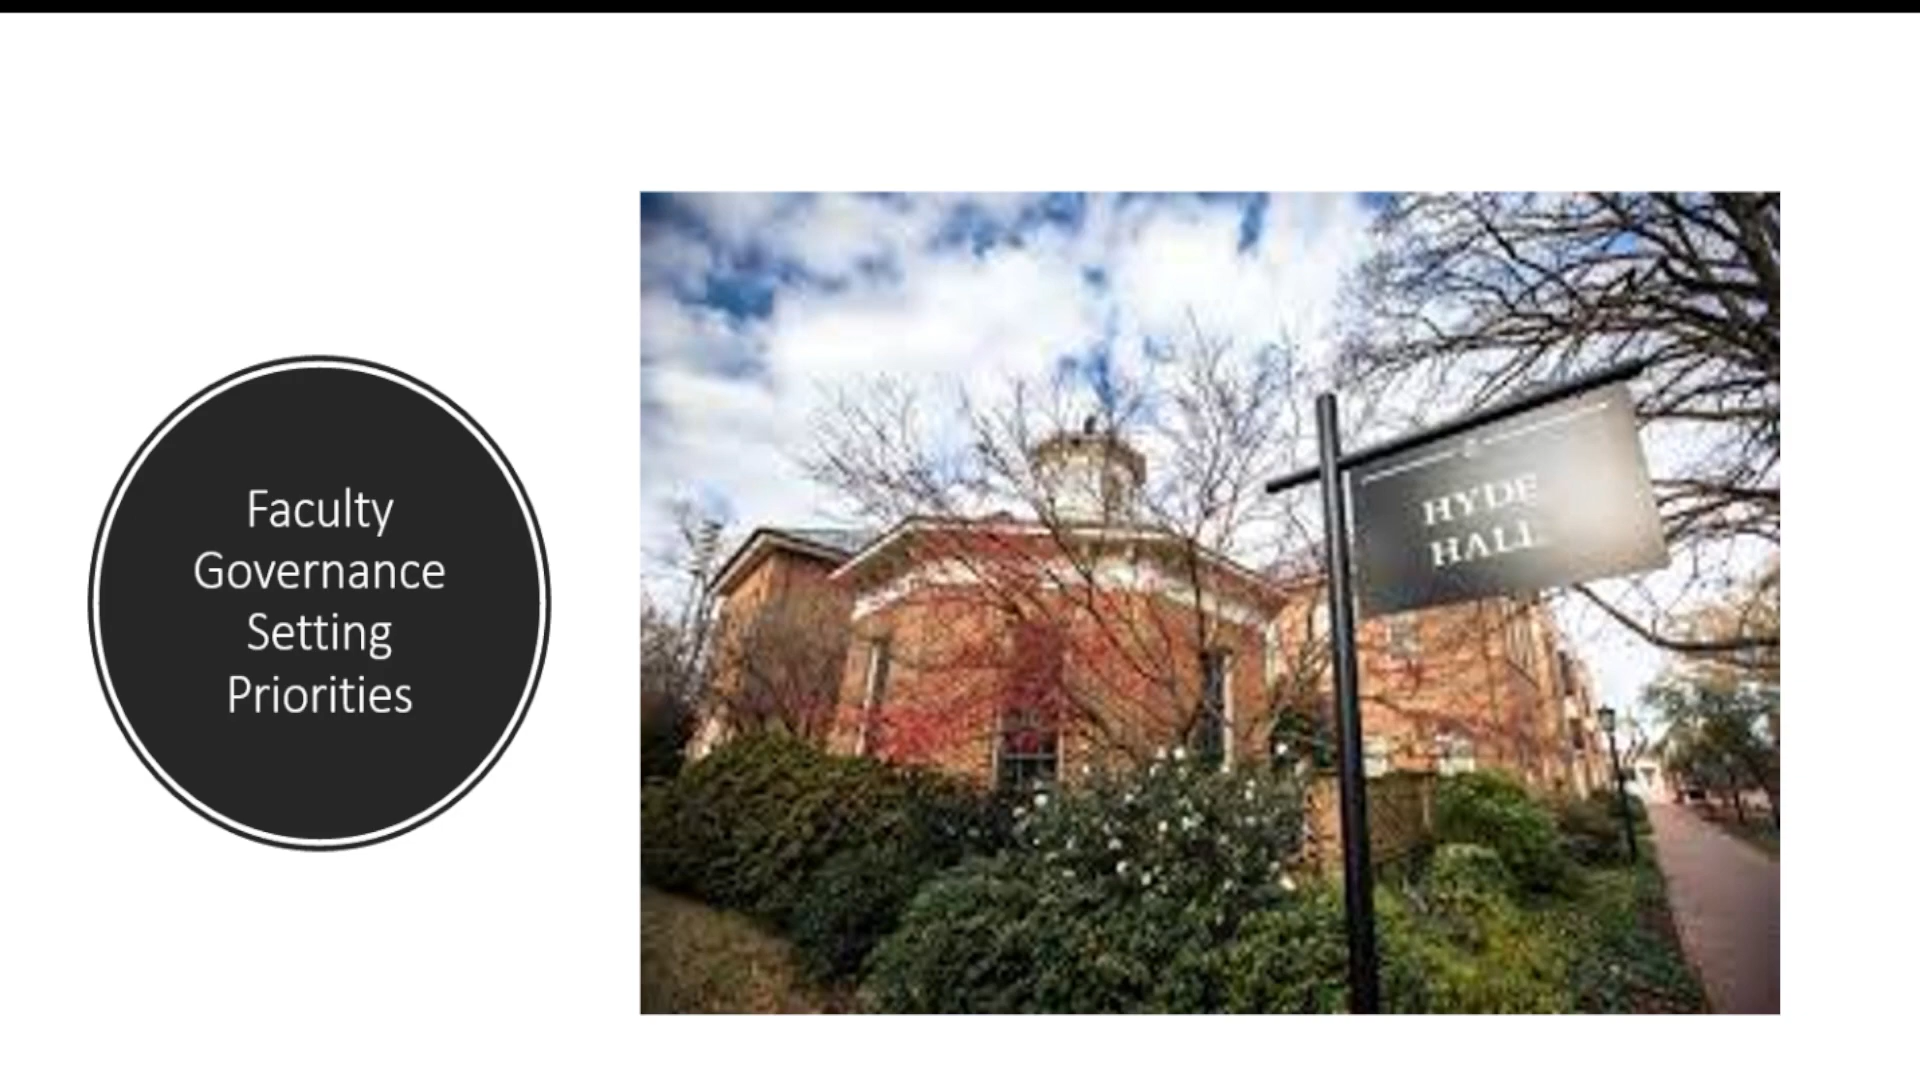 Faculty
Governance
Setting
Priorities
HYDE
HALL